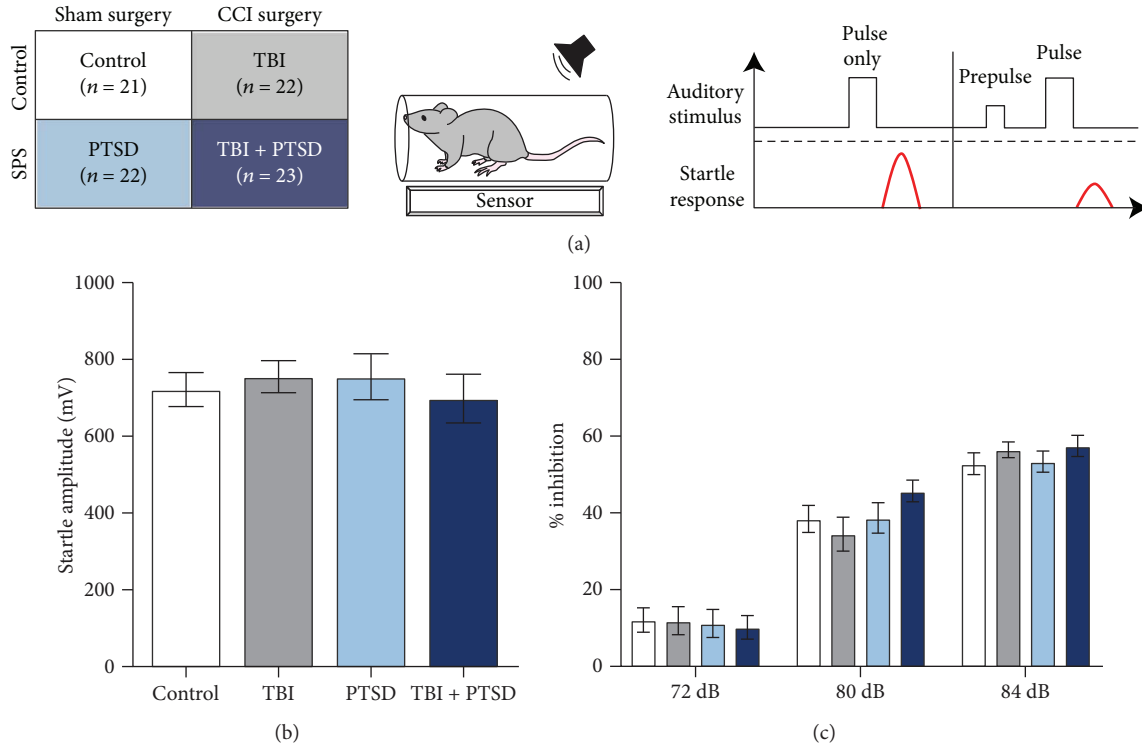 Sham surgery CCI surgery
Control
SPS
Control
(n = 21)
TBI
(n = 22)
PTSD
(n = 22)
TBI + PTSD
(n = 23)
Sensor
Auditory
stimulus
Startle
response
Pulse
only
Prepulse
Pulse
(a)
Startle amplitude (mV)
1000
800
600
400
200
0
Control TBI PTSD TBI + PTSD
(b)
% inhibition
100
80
60
40
20
0
72 dB 80 dB 84 dB
(c)